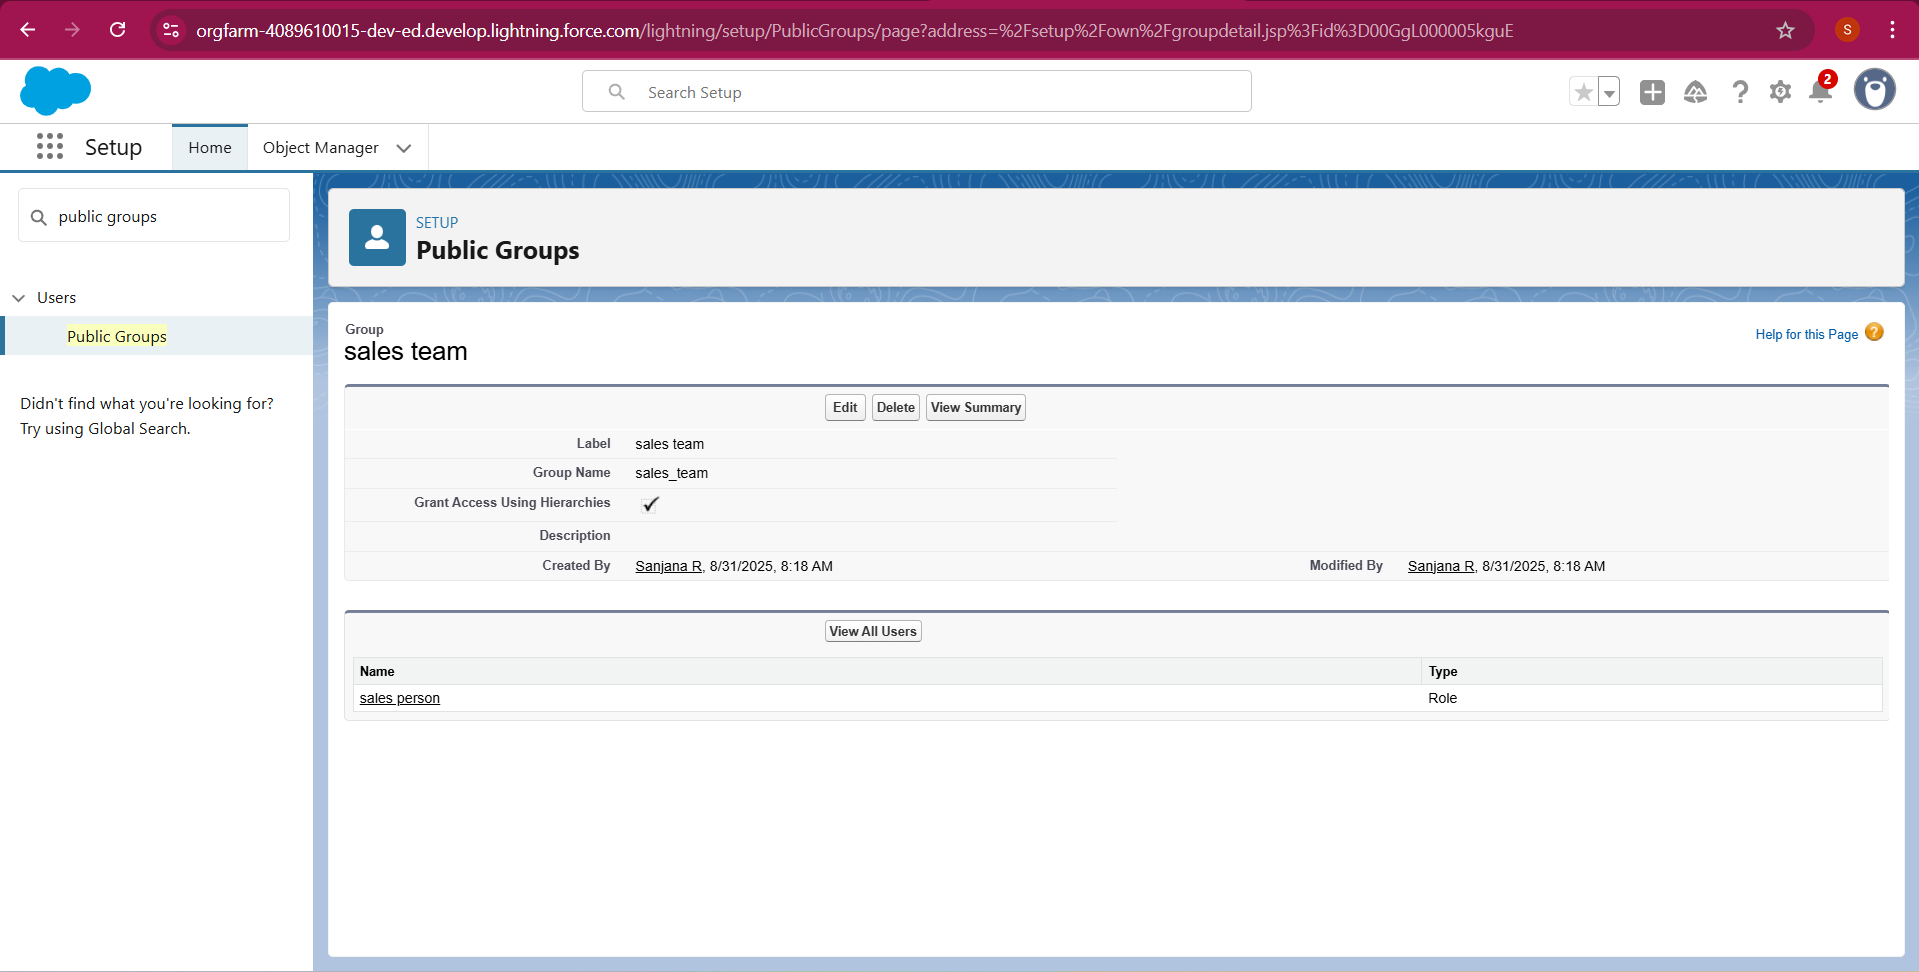 orgfarm-4089610015-dev-ed.develop.lightning.force.com/lightning/setup/PublicGroups/page?address=%2Fsetup%2Fown%2Fgroupdetail.jsp%3Fid%3D00GgL000005kguE
S
Search Setup
2
Setup
Home
Object Manager
public groups
Users
Public Groups
Didn't find what you're looking for?
Try using Global Search.
SETUP
Public Groups
Group
sales team
Help for this Page ?
Edit Delete View Summary
Label sales team
Group Name sales_team
Grant Access Using Hierarchies
Description
Created By Sanjana R, 8/31/2025, 8:18 AM Modified By Sanjana R, 8/31/2025, 8:18 AM
View All Users
Name Type
sales person Role